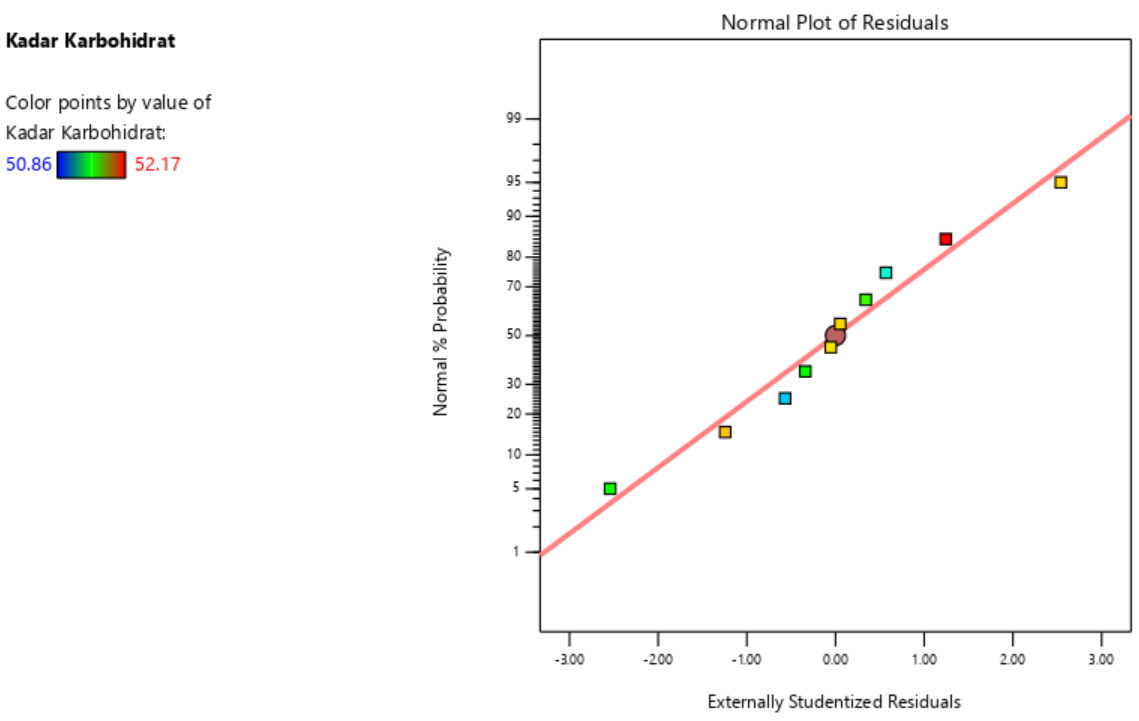 Kadar Karbohidrat
Color points by value of
Kadar Karbohidrat:
50.86 52.17
Normal Plot of Residuals
Normal % Probability
99
95
90
80
70
50
30
20
10
5
1
-3.00 -2.00 -1.00 0.00 1.00 2.00 3.00
Externally Studentized Residuals